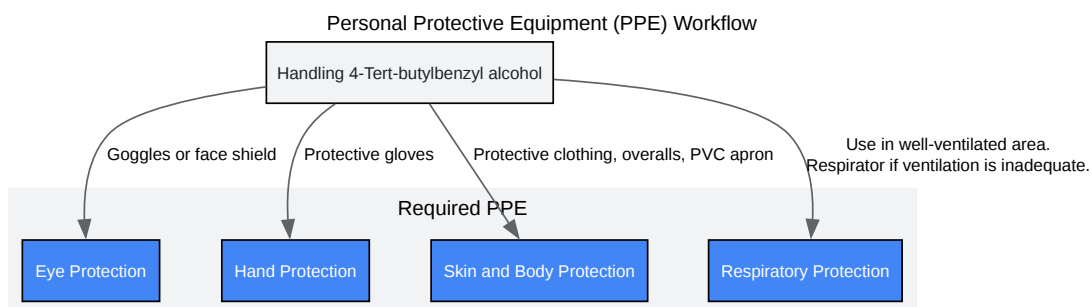 Personal Protective Equipment (PPE) Workflow
Handling 4-Tert-butylbenzyl alcohol
Goggles or face shield
Protective gloves
Protective clothing, overalls, PVC apron
Use in well-ventilated area.
Respirator if ventilation is inadequate.
Required PPE
Eye Protection
Hand Protection
Skin and Body Protection
Respiratory Protection